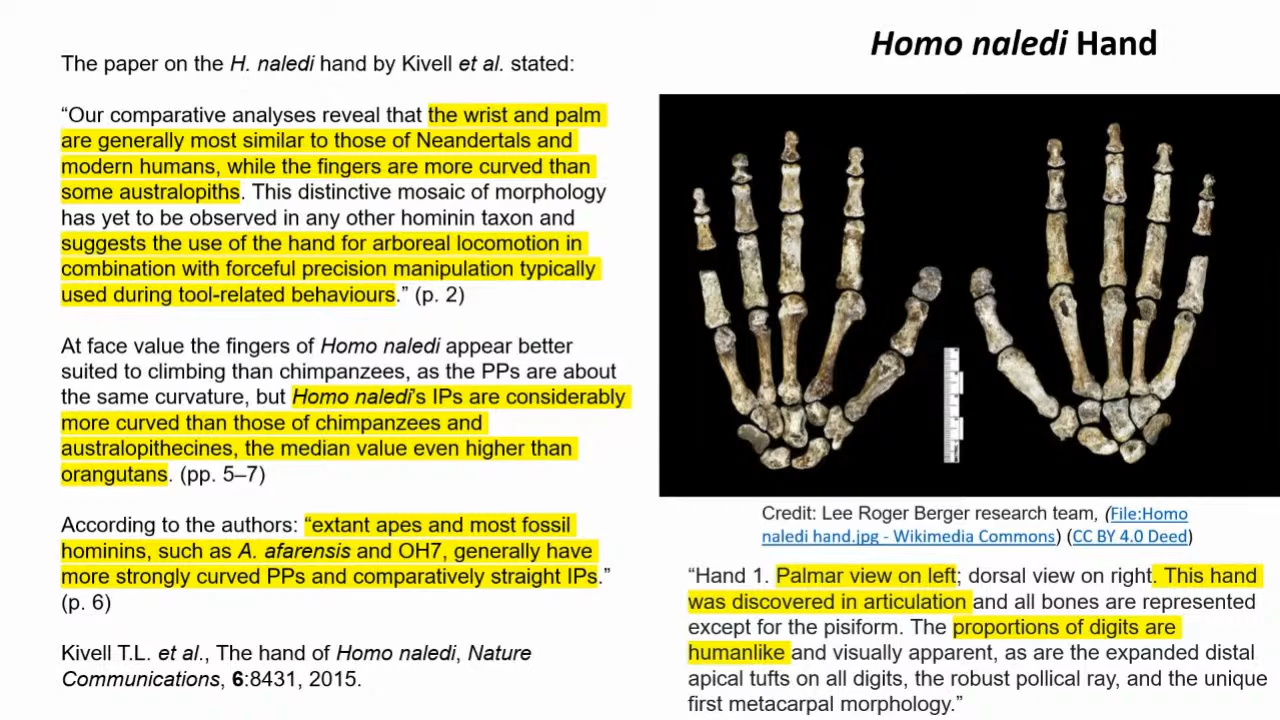 Homo naledi Hand
The paper on the H. naledi hand by Kivell et al. stated:
“Our comparative analyses reveal that the wrist and palm
are generally most similar to those of Neandertals and
modern humans, while the fingers are more curved than
some australopiths. This distinctive mosaic of morphology
has yet to be observed in any other hominin taxon and
suggests the use of the hand for arboreal locomotion in
combination with forceful precision manipulation typically
used during tool-related behaviours.” (p. 2)
At face value the fingers of Homo naledi appear better
suited to climbing than chimpanzees, as the PPs are about
the same curvature, but Homo naledi’s IPs are considerably
more curved than those of chimpanzees and
australopithecines, the median value even higher than
orangutans. (pp. 5–7)
According to the authors: “extant apes and most fossil
hominins, such as A. afarensis and OH7, generally have
more strongly curved PPs and comparatively straight IPs.”
(p. 6)
Kivell T.L. et al., The hand of Homo naledi, Nature
Communications, 6:8431, 2015.
Credit: Lee Roger Berger research team, (File:Homo
naledi hand.jpg - Wikimedia Commons) (CC BY 4.0 Deed)
“Hand 1. Palmar view on left; dorsal view on right. This hand
was discovered in articulation and all bones are represented
except for the pisiform. The proportions of digits are
humanlike and visually apparent, as are the expanded distal
apical tufts on all digits, the robust pollical ray, and the unique
first metacarpal morphology.”